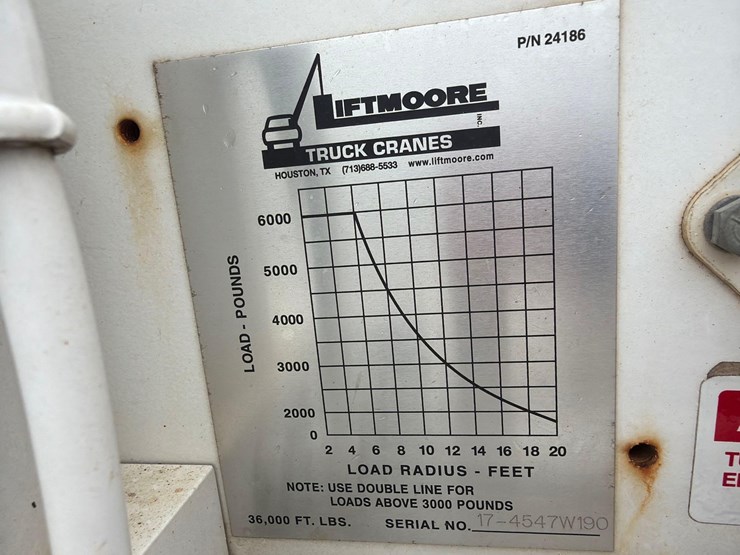 P/N 24186
LIFTMOORE INC.
TRUCK CRANES
HOUSTON, TX (713)688-5533 www.liftmoore.com
6000
5000
4000
3000
2000
0
LOAD - POUNDS
2 4 6 8 10 12 14 16 18 20
LOAD RADIUS - FEET
NOTE: USE DOUBLE LINE FOR
LOADS ABOVE 3000 POUNDS
36,000 FT. LBS. SERIAL NO. 17-4547W190